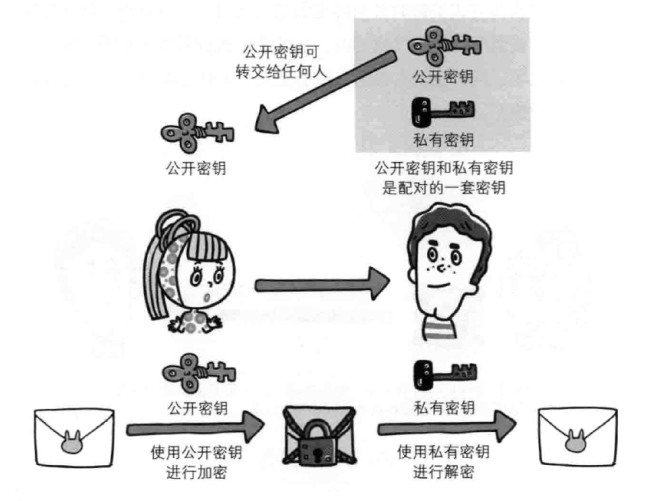 公开密钥可
转交给任何人
公开密钥
私有密钥
公开密钥
公开密钥和私有密钥
是配对的一套密钥
公开密钥
私有密钥
使用公开密钥
进行加密
使用私有密钥
进行解密